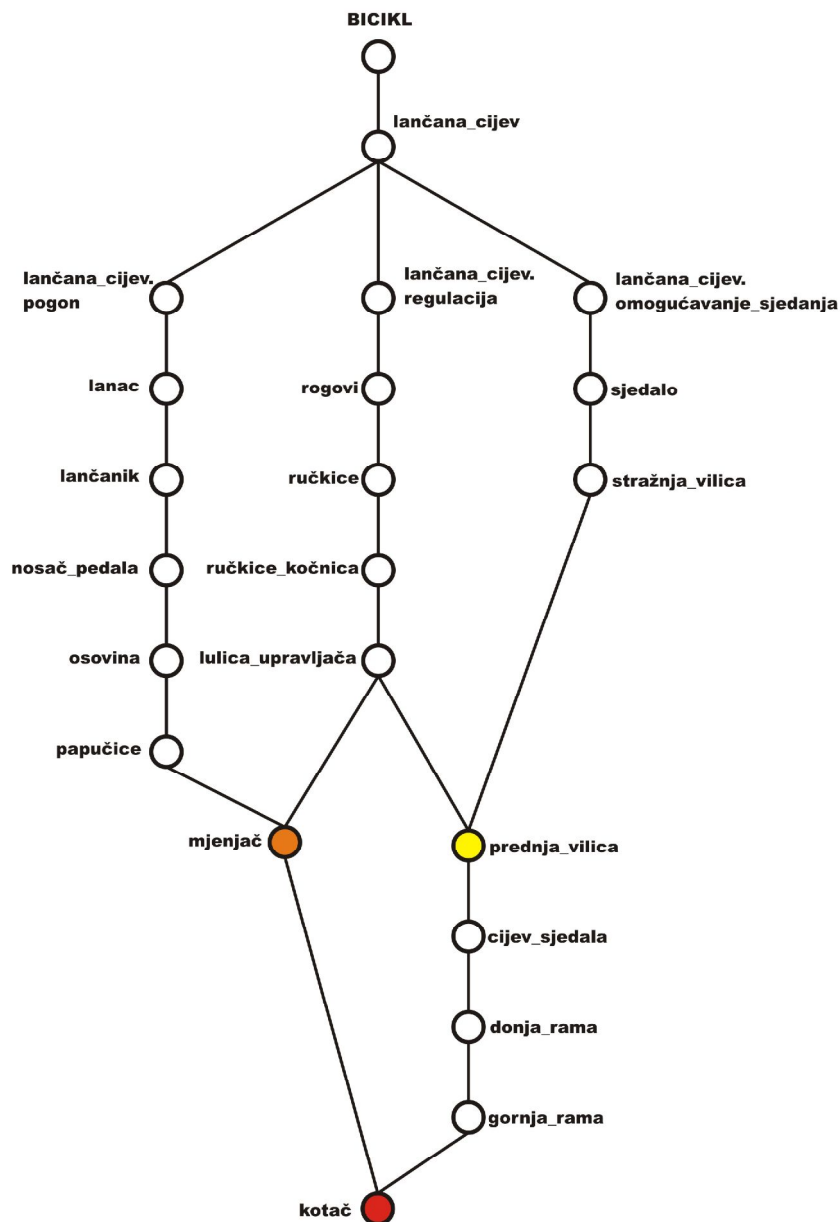 BICIKL
lančana_cijev
lančana_cijev.
pogon
lančana_cijev.
regulacija
lančana_cijev.
omogućavanje_sjedanja
lanac
rogovi
sjedalo
lančanik
ručkice
stražnja_vilica
nosač_pedala
ručkice_kočnica
osovina
lulica_upravljača
papučice
mjenjač
prednja_vilica
cijev_sjedala
donja_rama
gornja_rama
kotač